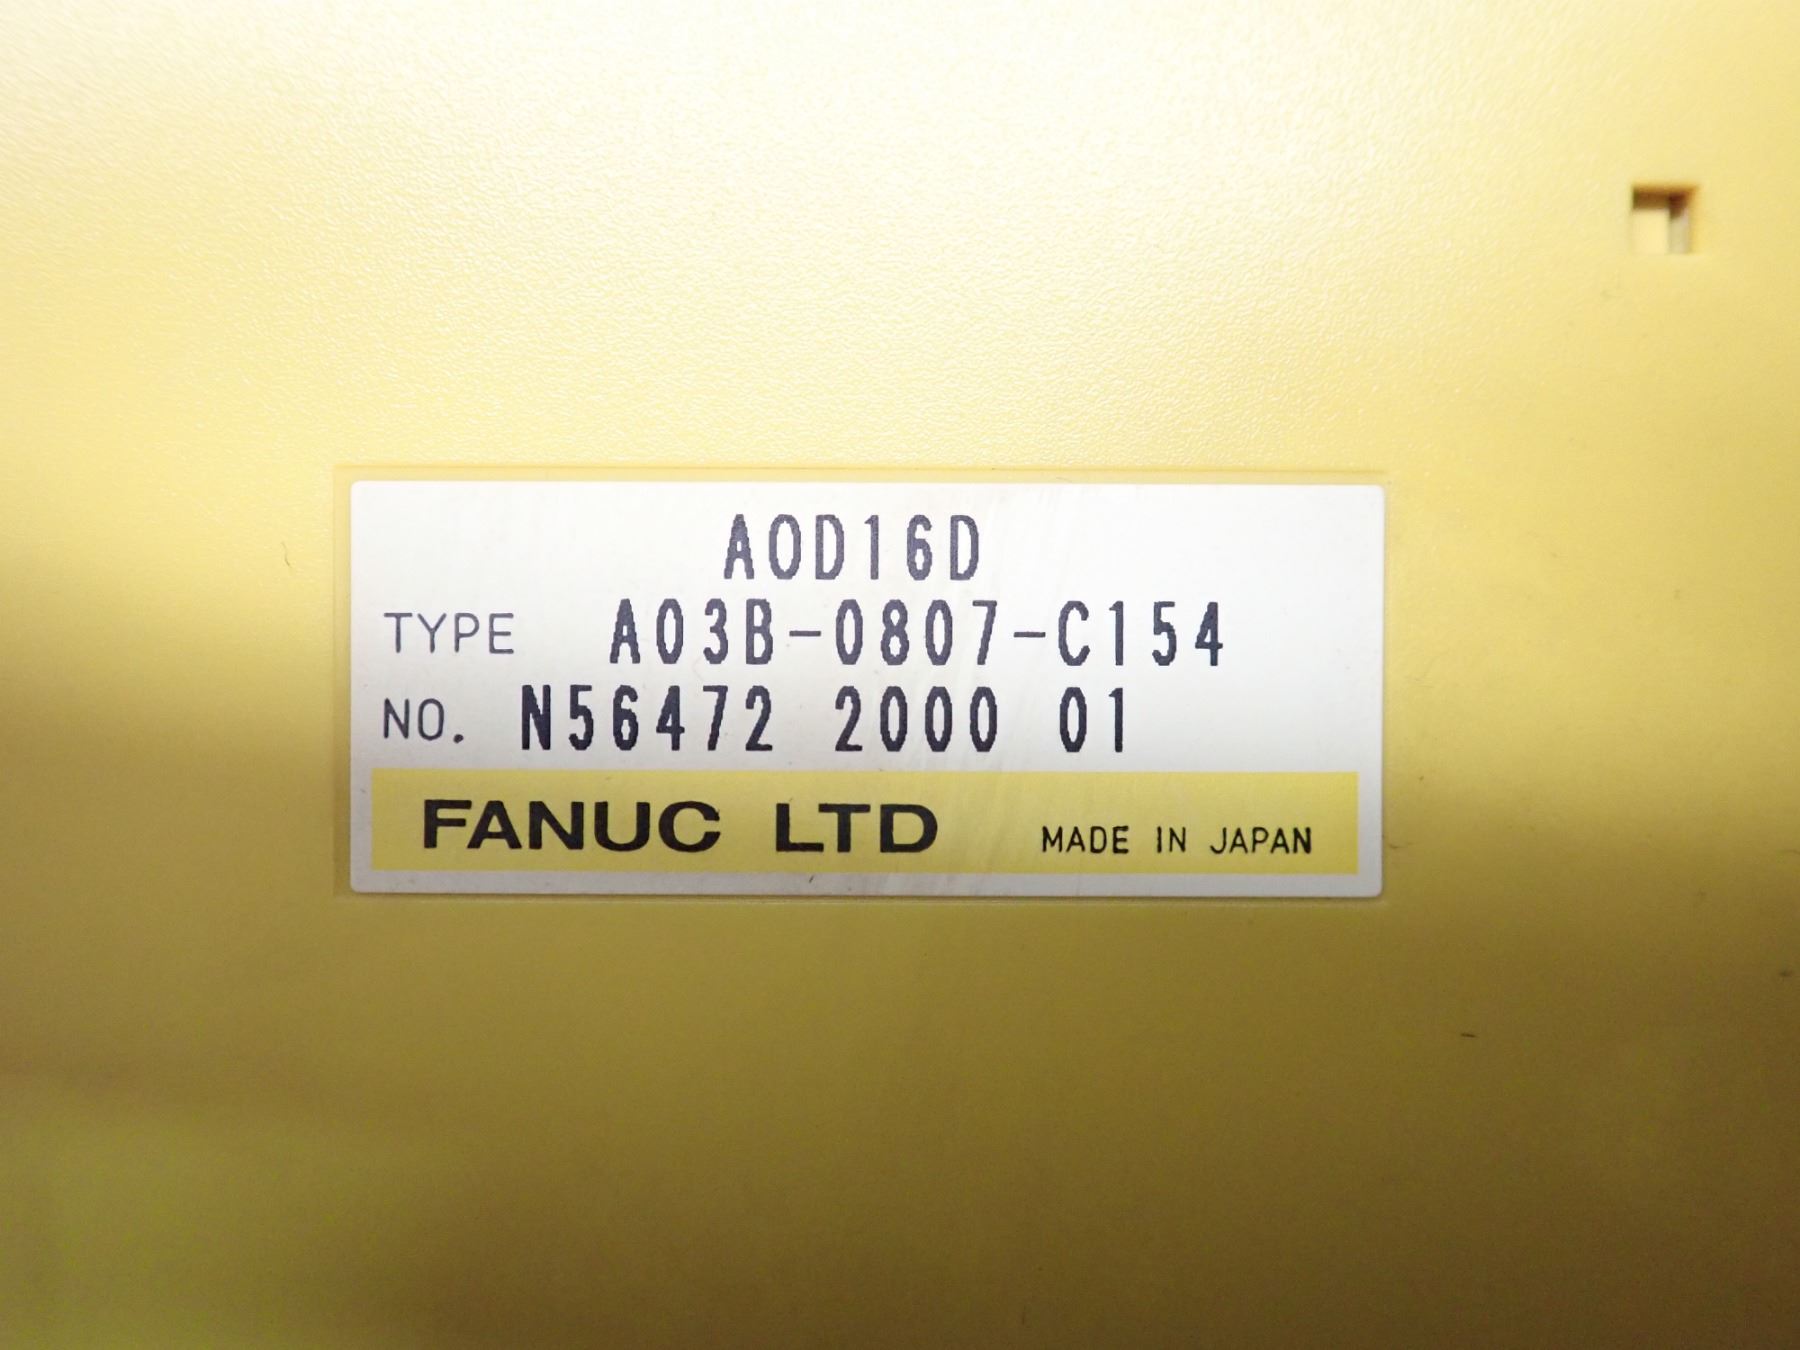 AOD16D
TYPE A03B-0807-C154
NO. N56472 2000 01
FANUC LTD MADE IN JAPAN